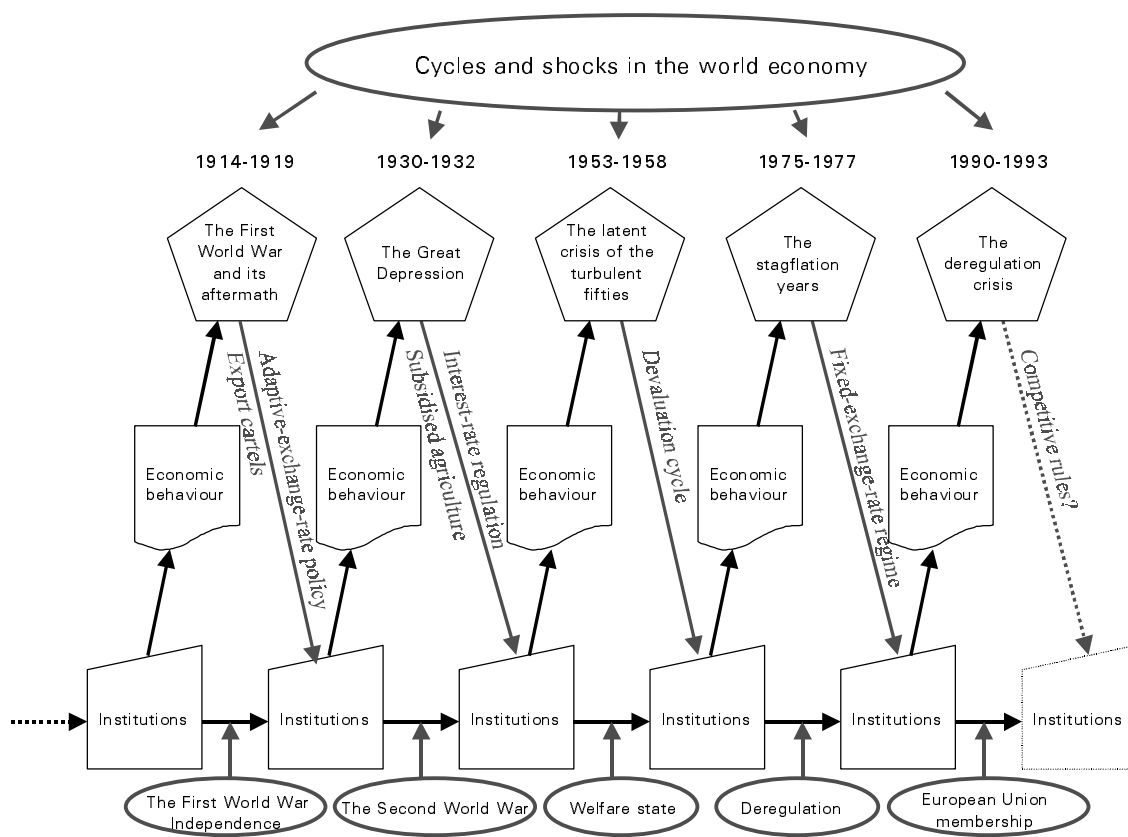 Cycles and shocks in the world economy
1914-1919
1930-1932
1953-1958
1975-1977
1990-1993
The First
World War
and its
aftermath
The Great
Depression
The latent
crisis of the
turbulent
fifties
The
stagflation
years
The
deregulation
crisis
Export cartels
Adaptive-exchange-rate policy
Subsidised agriculture
Interest-rate regulation
Devaluation cycle
Fixed-exchange-rate regime
Competitive rules?
Economic
behaviour
Economic
behaviour
Economic
behaviour
Economic
behaviour
Economic
behaviour
Institutions
Institutions
Institutions
Institutions
Institutions
Institutions
The First World War
Independence
The Second World War
Welfare state
Deregulation
European Union
membership